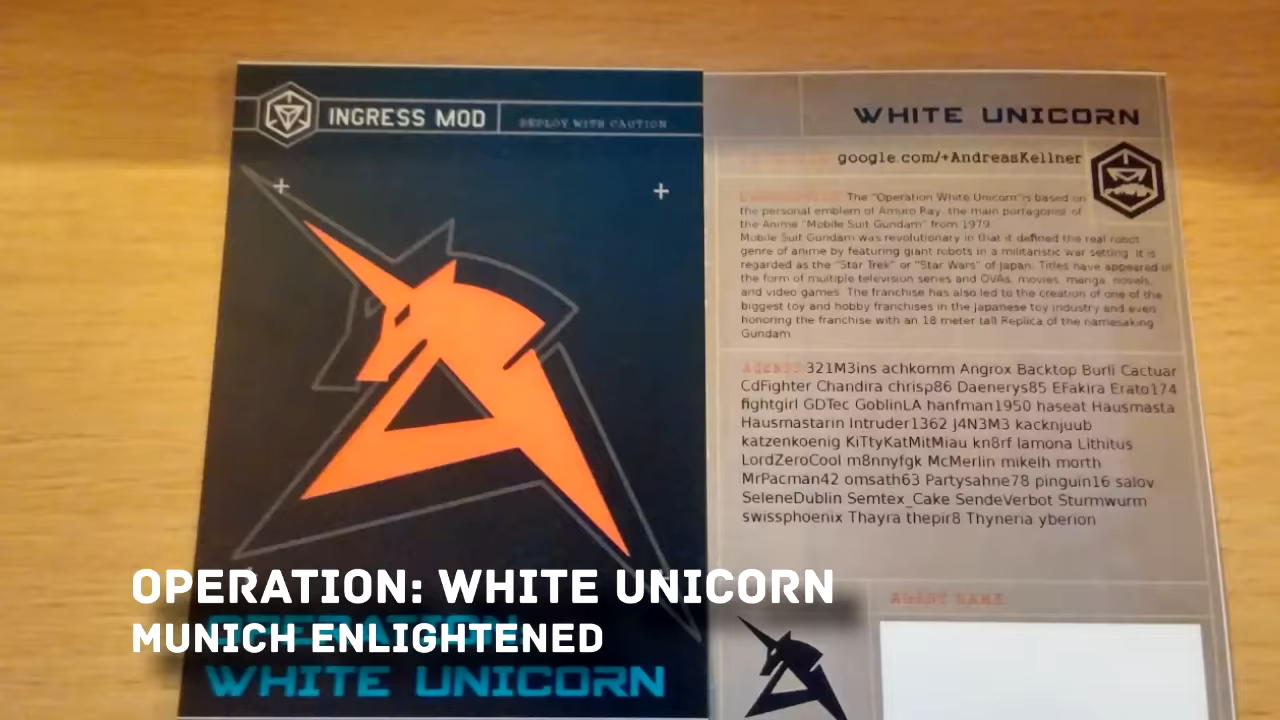 INGRESS MOD
DEPLOY WITH CAUTION
WHITE UNICORN
google.com/+AndreasKellner
The "Operation White Unicorn"is based on
the personal emblem of Amuro Ray, the main portagonist of
the Anime "Mobile Suit Gundam" from 1979.
Mobile Suit Gundam was revolutionary in that it defined the real robot
genre of anime by featuring giant robots in a militaristic war setting. It is
regarded as the "Star Trek" or "Star Wars" of Japan. Titles have appeared in
the form of multiple television series and OVAs, movies, manga, novels,
and video games. The franchise has also led to the creation of one of the
biggest toy and hobby franchises in the Japanese toy industry and even
honoring the franchise with an 18 meter tall Replica of the namesaking
Gundam
AGENTS 321M3ins achkomm Angrox Backtop Burli Cactuar
CdFighter Chandira chrisp86 Daenerys85 EFakira Erato174
fightgirl GDTec GoblinLA hanfman1950 haseat Hausmasta
Hausmastarin Intruder1362 J4N3M3 kacknjuub
katzenkoenig KiTtyKatMitMiau kn8rf lamona Lithitus
LordZeroCool m8nnyfgk McMerlin mikelh morth
MrPacman42 omsath63 Partysahne78 pinguin16 salov
SeleneDublin Semtex_Cake SendeVerbot Sturmwurm
swissphoenix Thayra thepir8 Thyneria yberion
AGENT NAME
OPERATION: WHITE UNICORN
MUNICH ENLIGHTENED
OPERATION
WHITE UNICORN